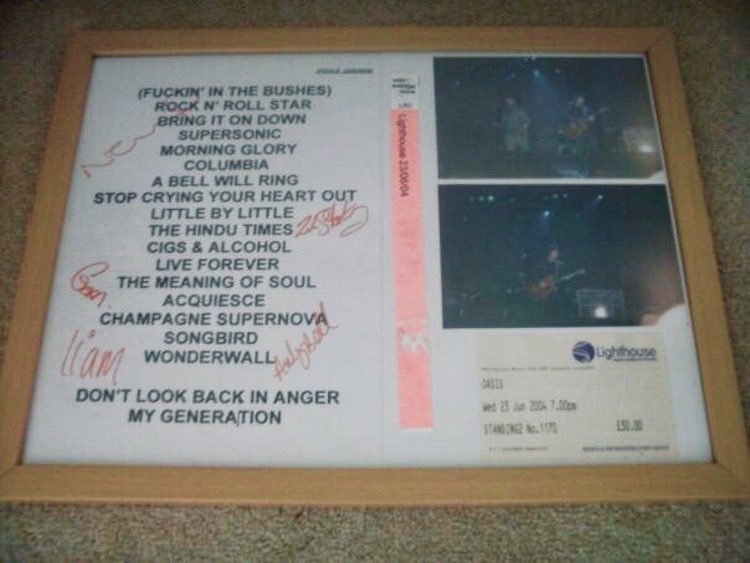 (FUCKIN' IN THE BUSHES)
ROCK N' ROLL STAR
BRING IT ON DOWN
SUPERSONIC
MORNING GLORY
COLUMBIA
A BELL WILL RING
STOP CRYING YOUR HEART OUT
LITTLE BY LITTLE
THE HINDU TIMES
CIGS & ALCOHOL
LIVE FOREVER
THE MEANING OF SOUL
ACQUIESCE
CHAMPAGNE SUPERNOVA
SONGBIRD
WONDERWALL
DON'T LOOK BACK IN ANGER
MY GENERATION
Gem
liam
Lighthouse 23/06/04
Lighthouse
OASIS
Wed 23 Jun 2004 7.00pm
STANDING2 No.1170
£30.00